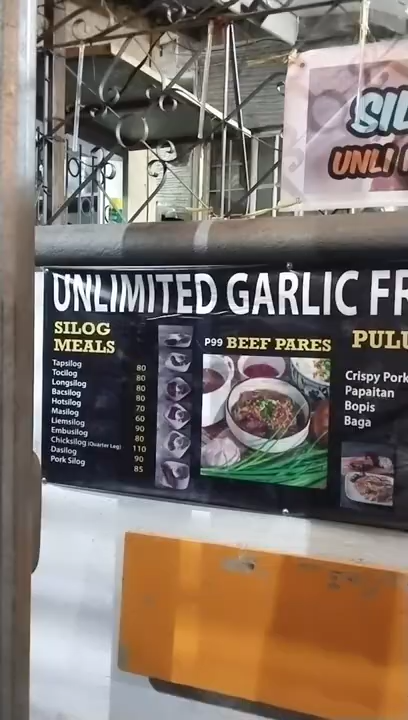 SIL
UNLI
UNLIMITED GARLIC FR
SILOG
MEALS
Tapsilog 80
Tocilog 80
Longsilog 80
Bacsilog 80
Hotsilog 70
Masilog 60
Liemsilog 90
Embusilog 80
Chicksilog (Quarter Leg) 110
Dasilog 90
Pork Silog 85
P99 BEEF PARES
PULU
Crispy Pork
Papaitan
Bopis
Baga